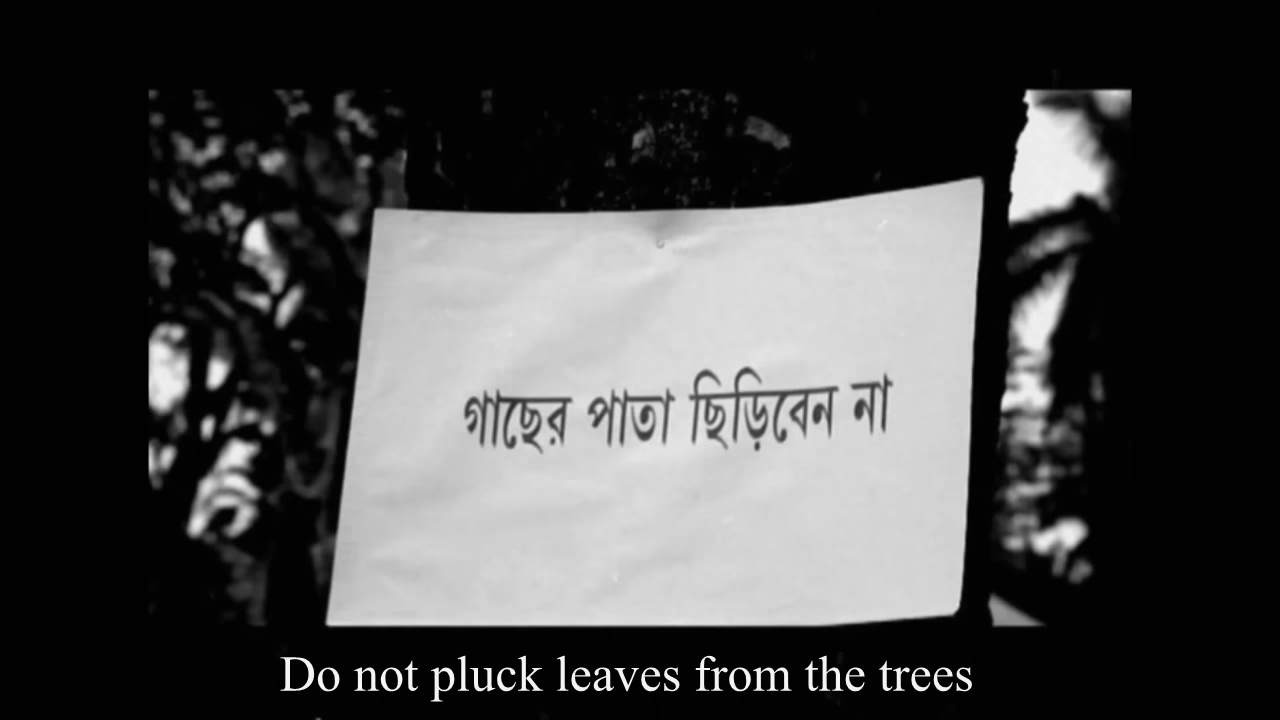 গাছের পাতা ছিড়িবেন না
Do not pluck leaves from the trees